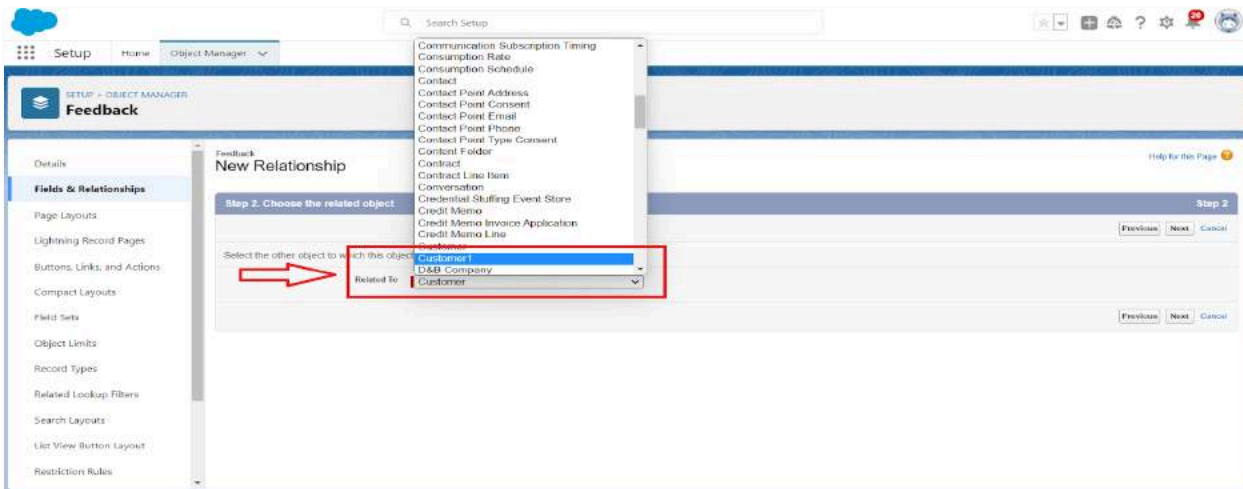 Search Setup
20
Setup
Home
Object Manager
SETUP > OBJECT MANAGER
Feedback
Details
Fields & Relationships
Page Layouts
Lightning Record Pages
Buttons, Links, and Actions
Compact Layouts
Field Sets
Object Limits
Record Types
Related Lookup Filters
Search Layouts
List View Button Layout
Restriction Rules
Feedback
New Relationship
Help for this Page
Step 2. Choose the related object
Step 2
Previous Next Cancel
Select the other object to which this object
Related To
Customer
Communication Subscription Timing
Consumption Rate
Consumption Schedule
Contact
Contact Point Address
Contact Point Consent
Contact Point Email
Contact Point Phone
Contact Point Type Consent
Content Folder
Contract
Contract Line Item
Conversation
Credential Stuffing Event Store
Credit Memo
Credit Memo Invoice Application
Credit Memo Line
Customer
Customer1
D&B Company
Previous Next Cancel